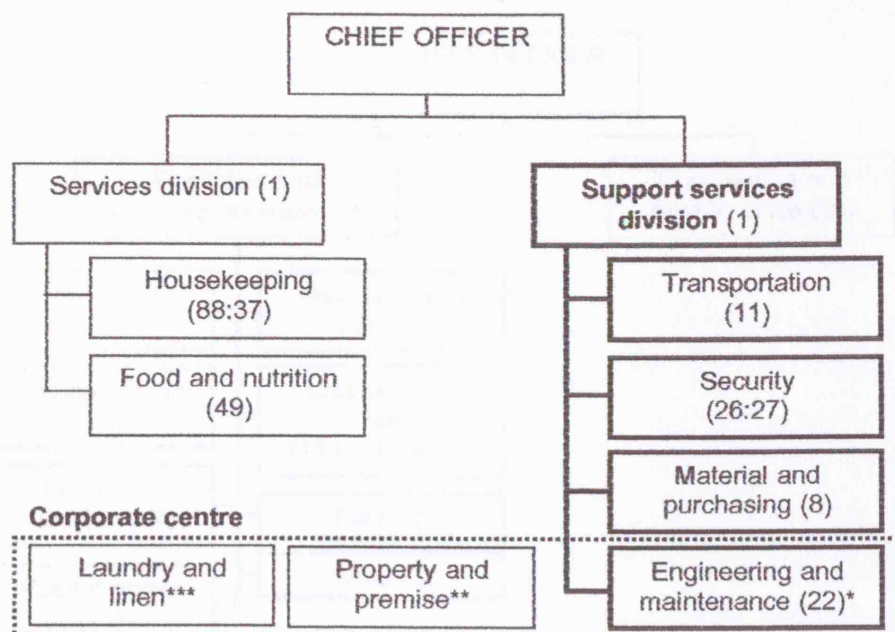 CHIEF OFFICER
Services division (1)
Housekeeping
(88:37)
Food and nutrition
(49)
Support services
division (1)
Transportation
(11)
Security
(26:27)
Material and
purchasing (8)
Corporate centre
Laundry and
linen***
Property and
premise**
Engineering and
maintenance (22)*